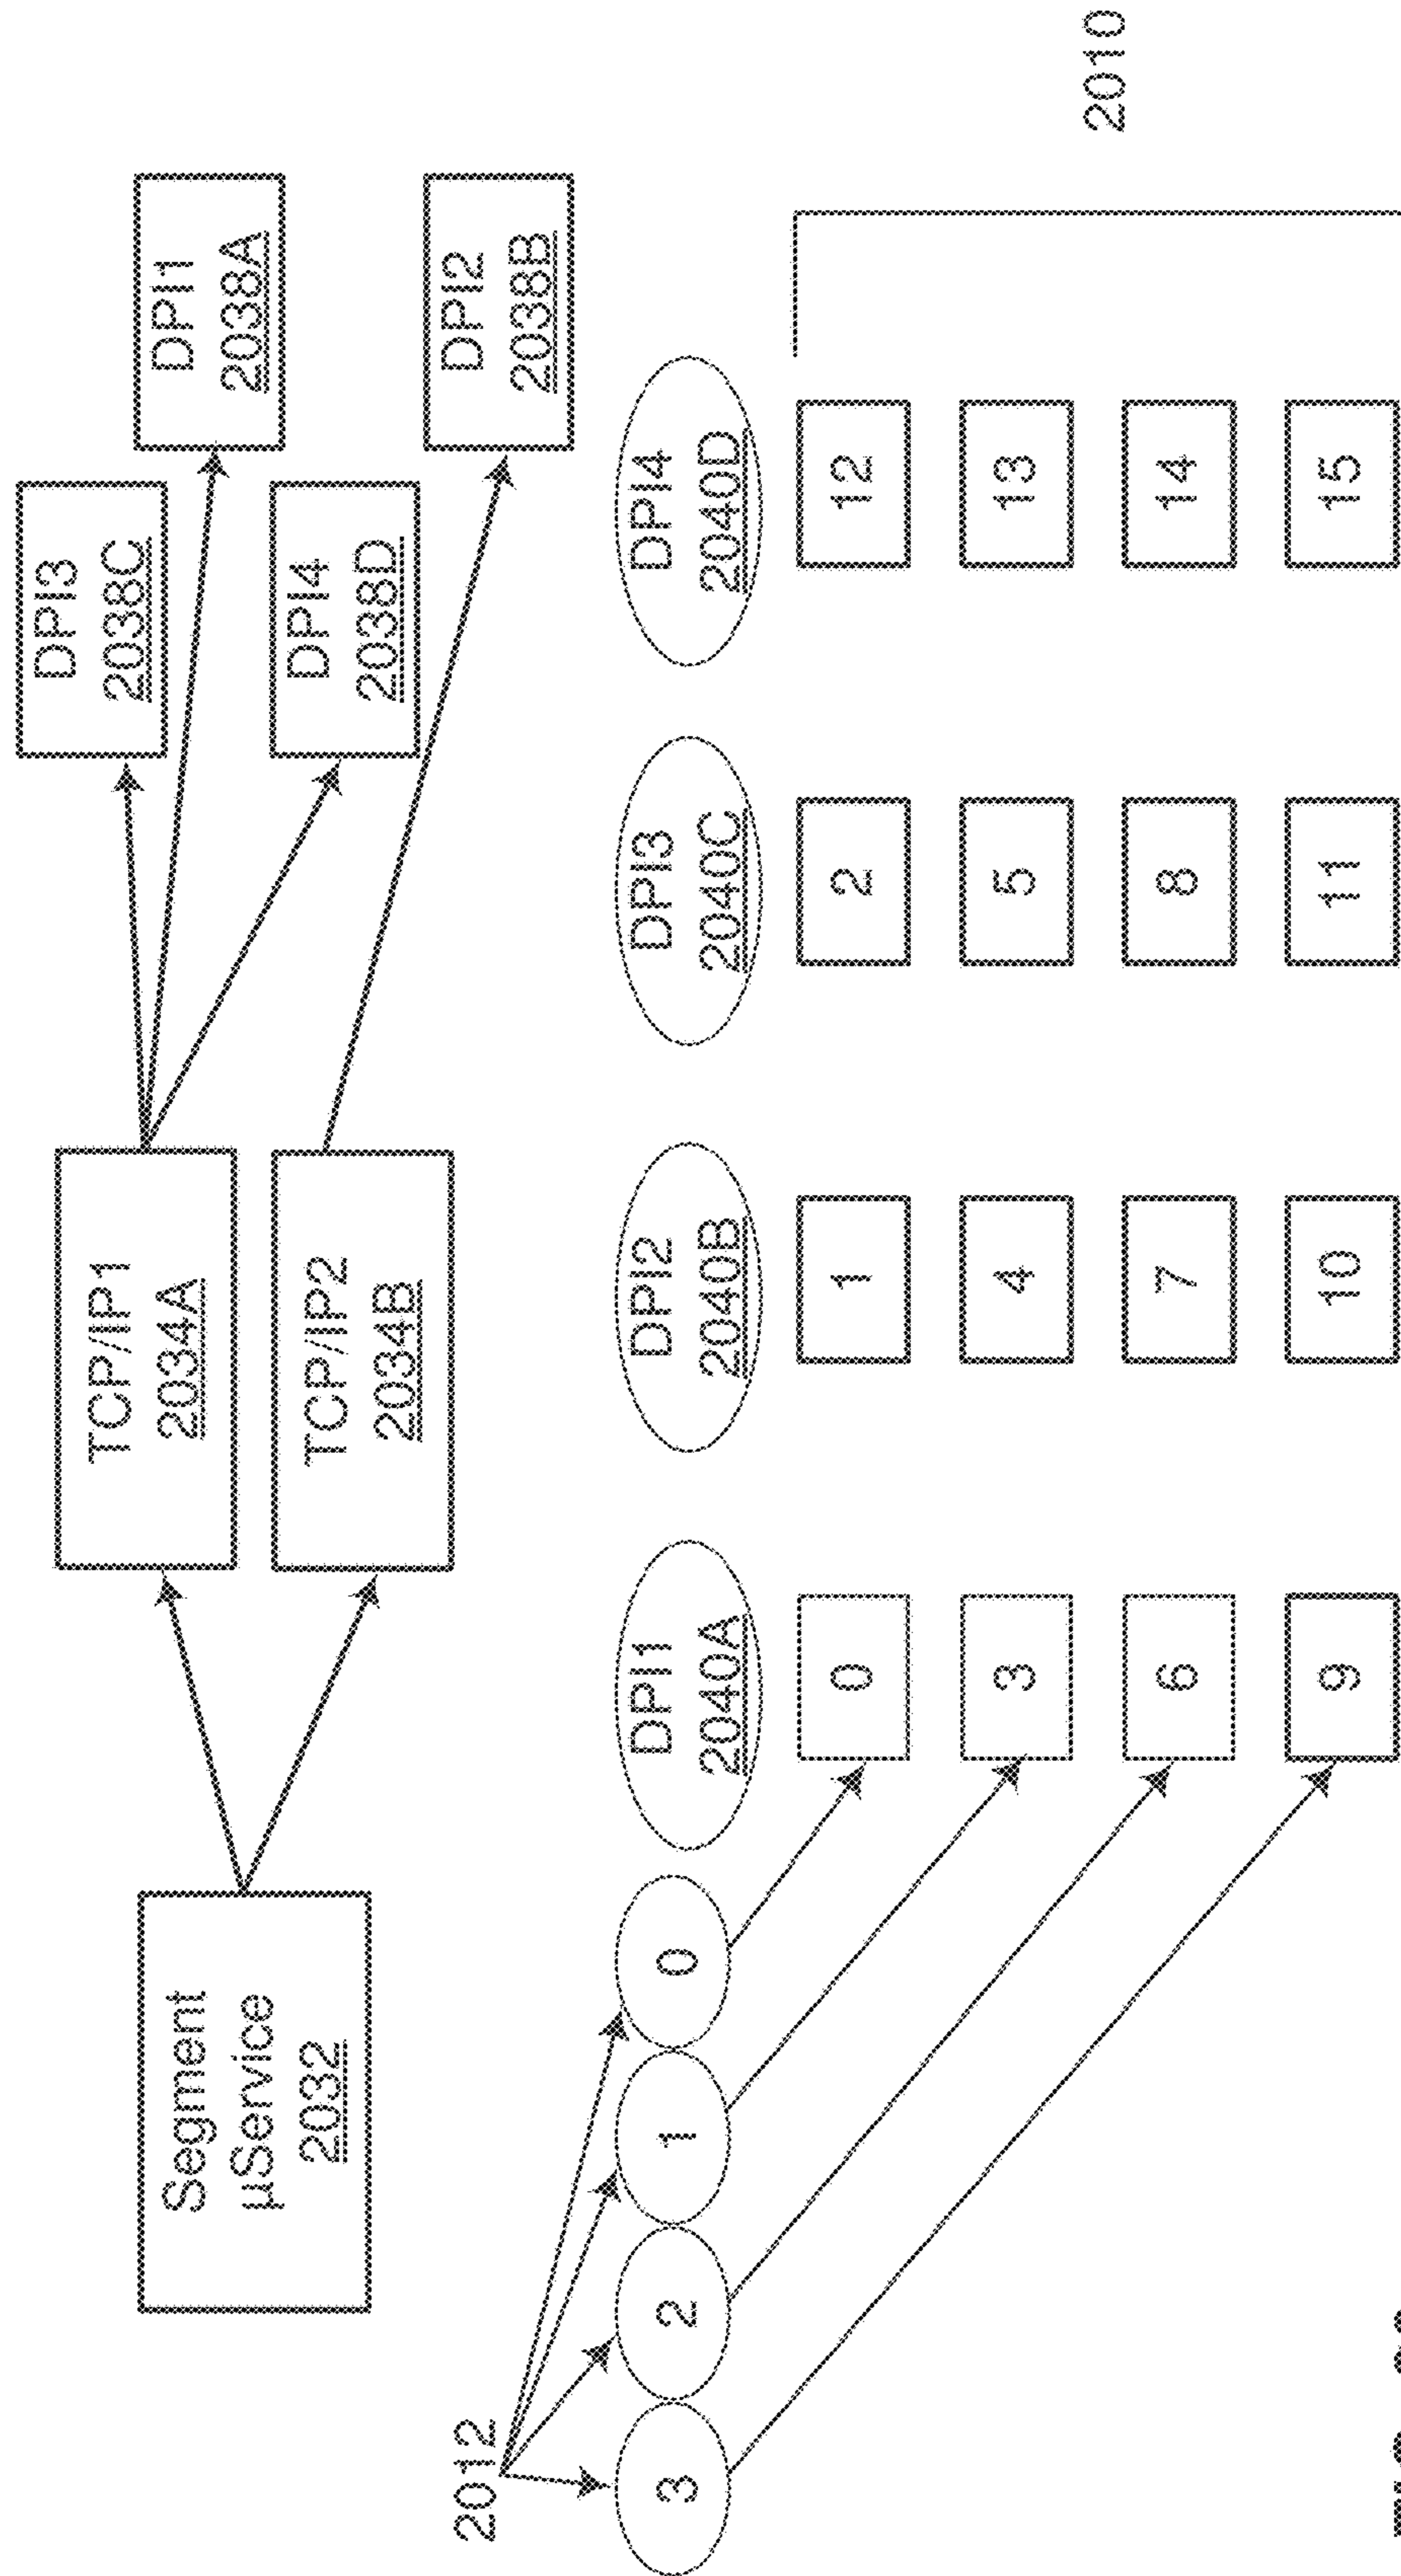 Segment
µService
2032
TCP/IP1
2034A
TCP/IP2
2034B
DPI3
2038C
DPI1
2038A
DPI4
2038D
DPI2
2038B
2012
3
2
1
0
DPI1
2040A
DPI2
2040B
DPI3
2040C
DPI4
2040D
0
1
2
12
3
4
5
13
6
7
8
14
9
10
11
15
2010